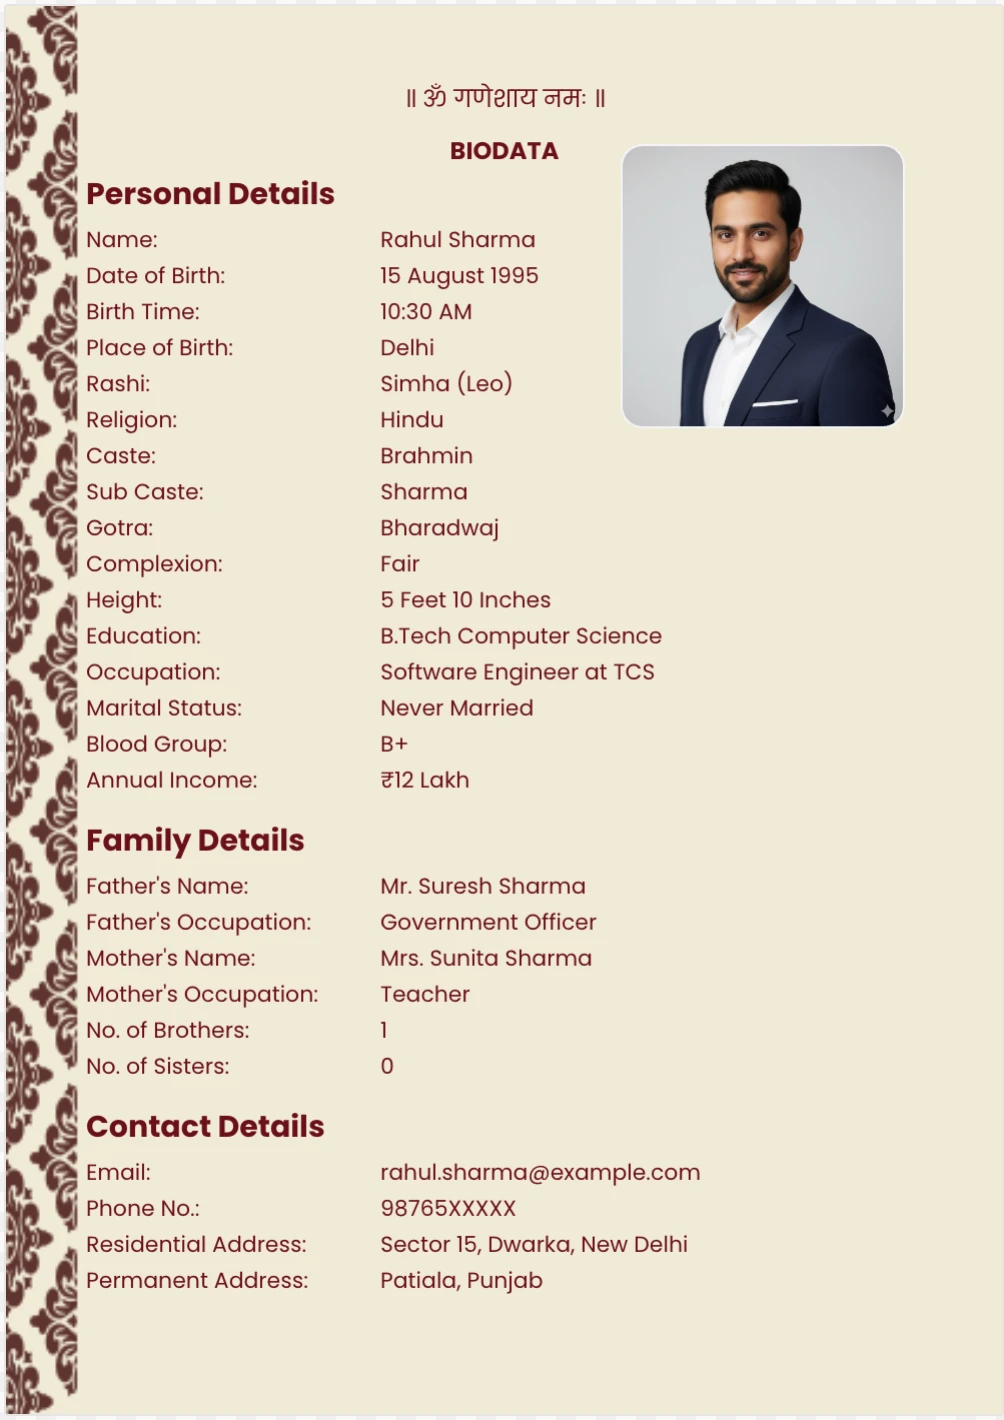 ॥ ॐ गणेशाय नमः ॥
BIODATA
Personal Details
Name: Rahul Sharma
Date of Birth: 15 August 1995
Birth Time: 10:30 AM
Place of Birth: Delhi
Rashi: Simha (Leo)
Religion: Hindu
Caste: Brahmin
Sub Caste: Sharma
Gotra: Bharadwaj
Complexion: Fair
Height: 5 Feet 10 Inches
Education: B.Tech Computer Science
Occupation: Software Engineer at TCS
Marital Status: Never Married
Blood Group: B+
Annual Income: ₹12 Lakh
Family Details
Father's Name: Mr. Suresh Sharma
Father's Occupation: Government Officer
Mother's Name: Mrs. Sunita Sharma
Mother's Occupation: Teacher
No. of Brothers: 1
No. of Sisters: 0
Contact Details
Email: rahul.sharma@example.com
Phone No.: 98765XXXXX
Residential Address: Sector 15, Dwarka, New Delhi
Permanent Address: Patiala, Punjab